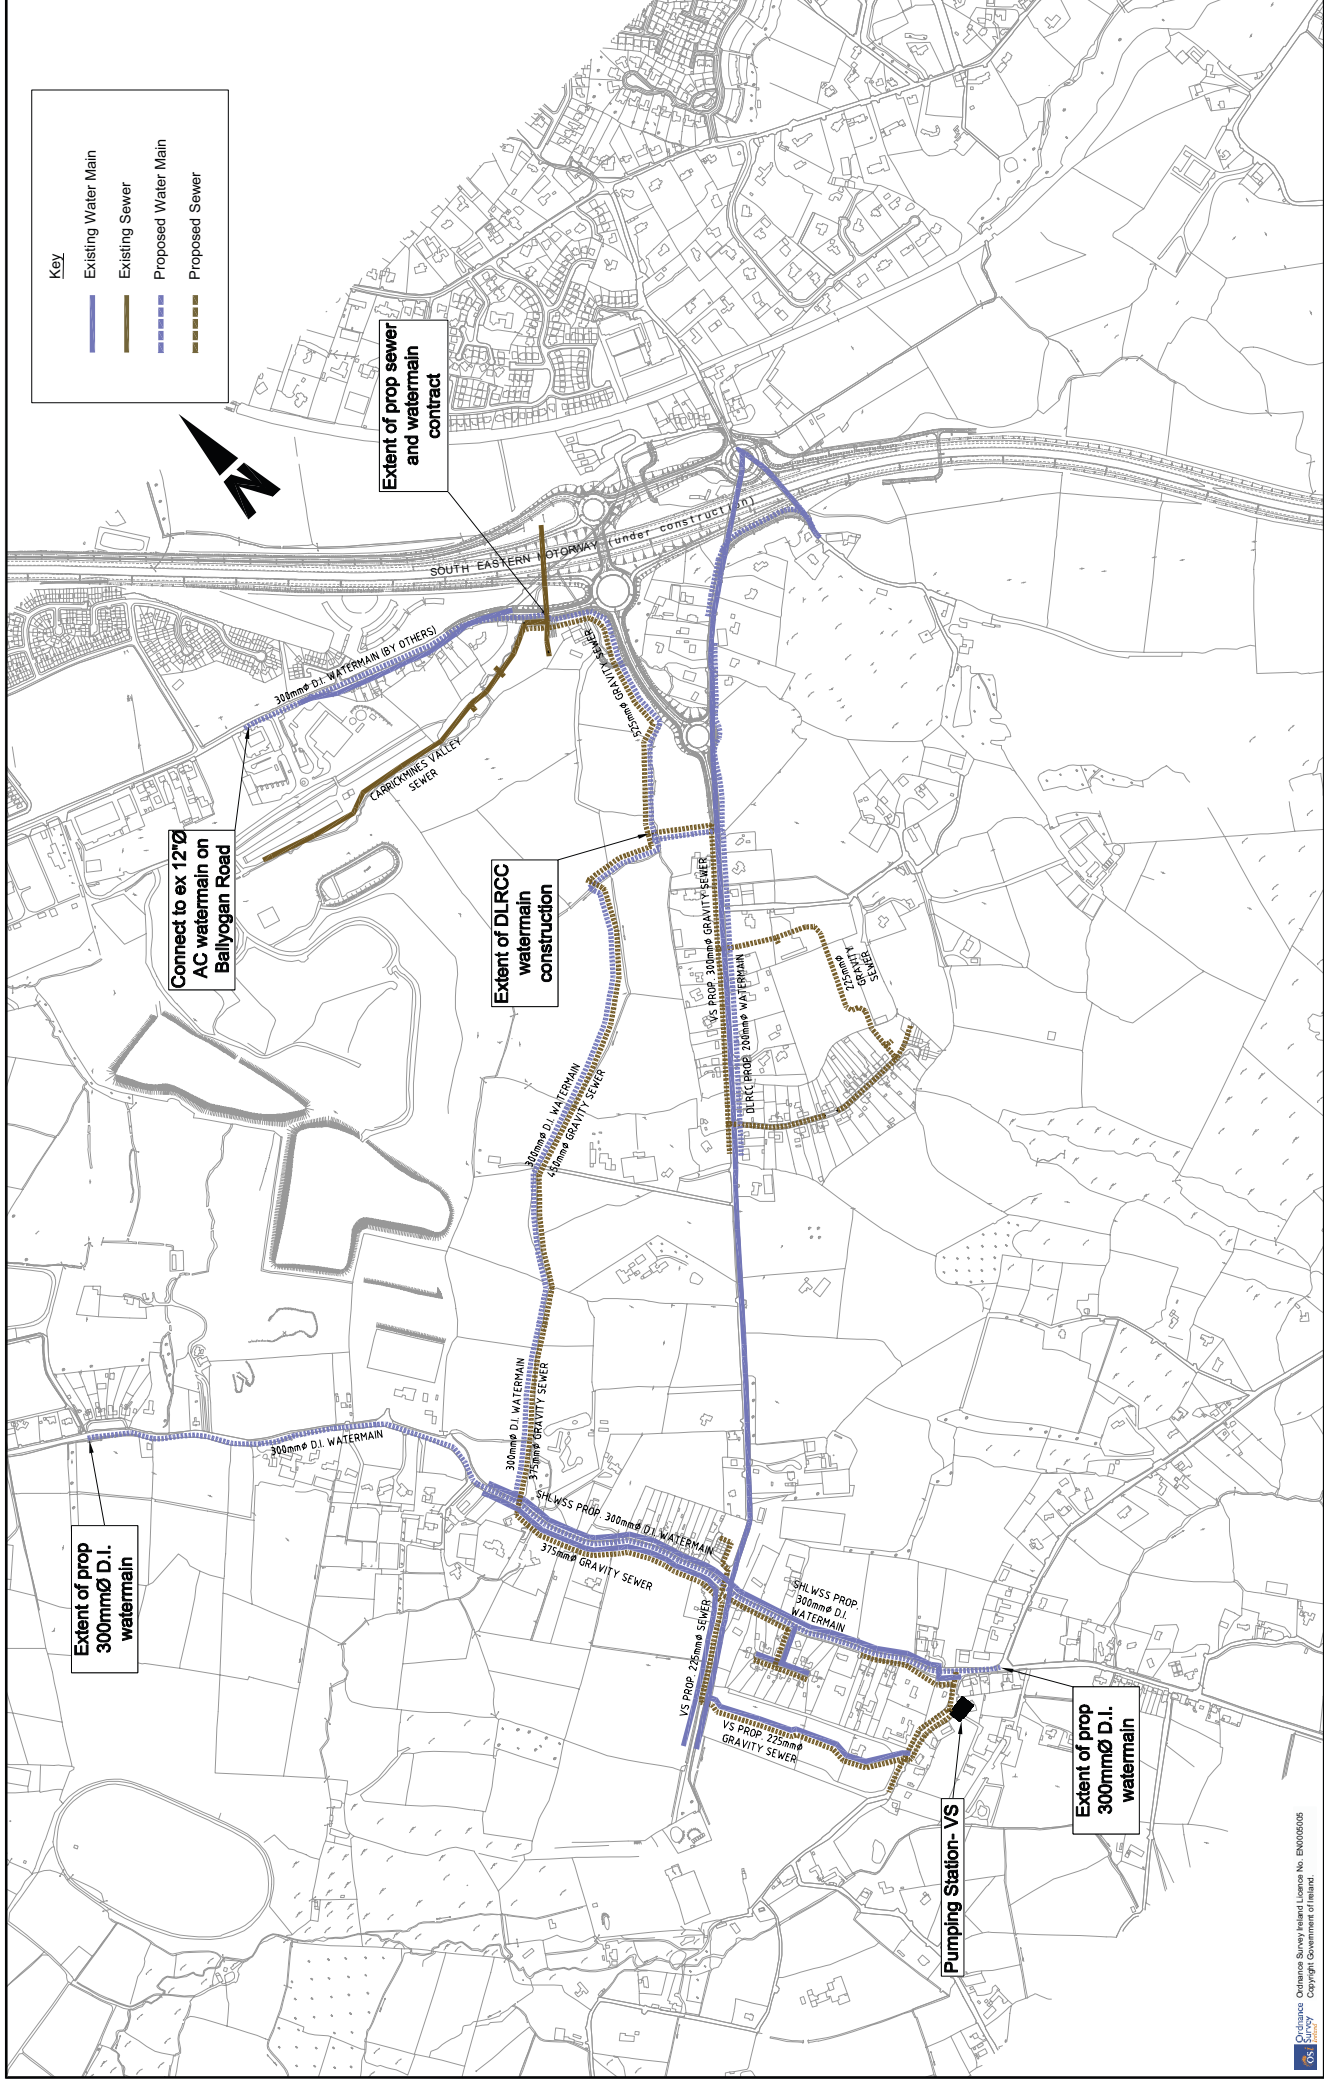 Key
Existing Water Main
Existing Sewer
Proposed Water Main
Proposed Sewer
N
Extent of prop sewer
and watermain
contract
SOUTH EASTERN MOTORWAY (under construction)
300mmØ D.I. WATERMAIN (BY OTHERS)
525mmØ GRAVITY SEWER
CARRICKMINES VALLEY
SEWER
Connect to ex 12"Ø
AC watermain on
Ballyogan Road
Extent of DLRCC
watermain
construction
VS PROP. 300mmØ GRAVITY SEWER
DLRCC PROP. 200mmØ WATERMAIN
225mmØ
GRAVITY
SEWER
300mmØ D.I. WATERMAIN
450mmØ GRAVITY SEWER
300mmØ D.I. WATERMAIN
375mmØ GRAVITY SEWER
300mmØ D.I. WATERMAIN
Extent of prop
300mmØ D.I.
watermain
SHLWSS PROP. 300mmØ D.I. WATERMAIN
375mmØ GRAVITY SEWER
SHLWSS PROP.
300mmØ D.I.
WATERMAIN
VS PROP. 225mmØ SEWER
VS PROP. 225mmØ
GRAVITY SEWER
Extent of prop
300mmØ D.I.
watermain
Pumping Station- VS
osi
Ordnance
Survey
Ireland
Ordnance Survey Ireland Licence No. EN0005005
Copyright Government of Ireland.